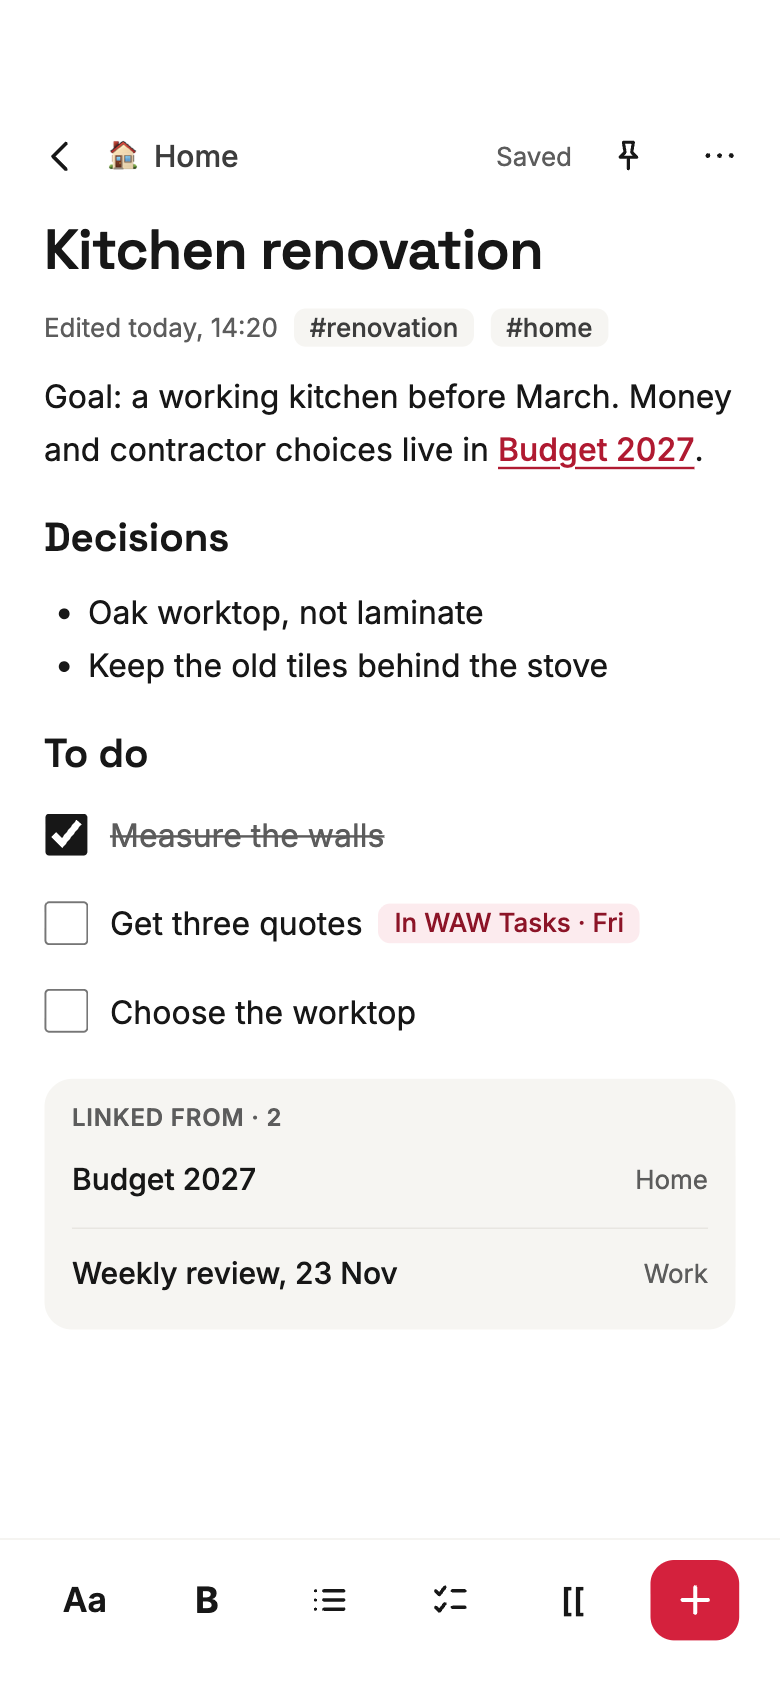 Home
Saved
Kitchen renovation
Edited today, 14:20 #renovation #home
Goal: a working kitchen before March. Money
and contractor choices live in Budget 2027.
Decisions
• Oak worktop, not laminate
• Keep the old tiles behind the stove
To do
Measure the walls
Get three quotes In WAW Tasks · Fri
Choose the worktop
LINKED FROM · 2
Budget 2027 Home
Weekly review, 23 Nov Work
Aa B [[ +